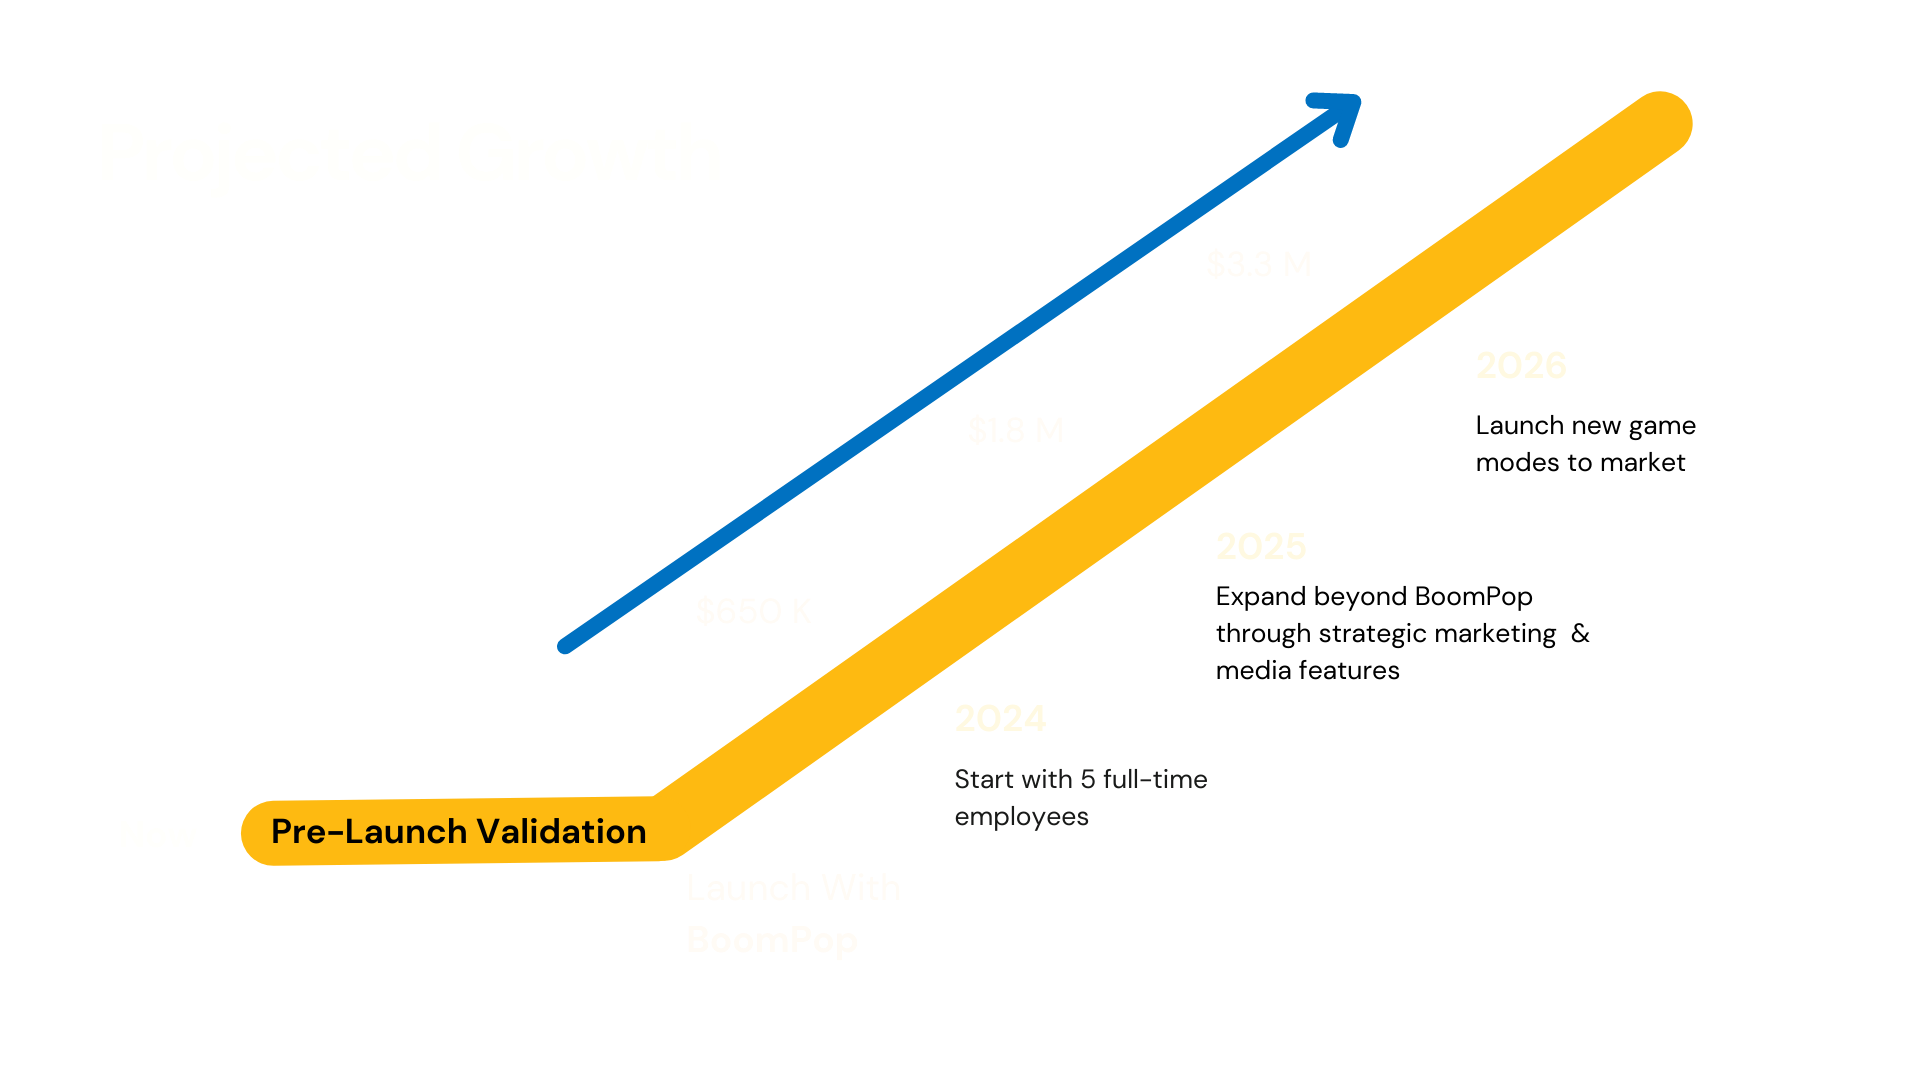 Projected Growth
$3.3 M
2026
Launch new game
modes to market
$1.8 M
2025
Expand beyond BoomPop
through strategic marketing &
media features
$650 K
2024
Start with 5 full-time
employees
Pre-Launch Validation
Launch With
BoomPop